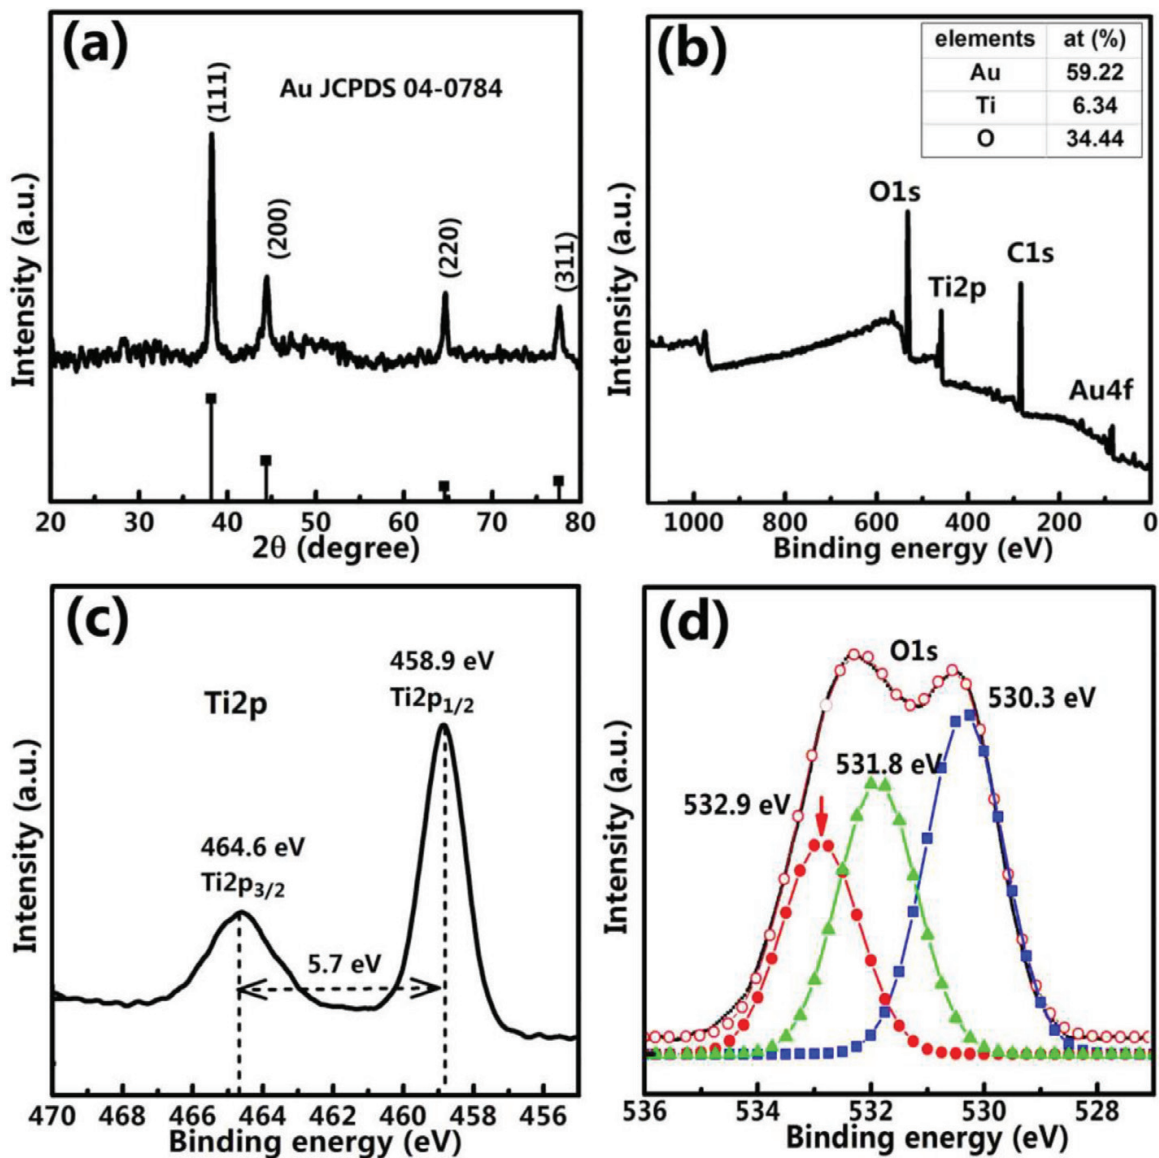 (a)
Au JCPDS 04-0784
(111)
(200)
(220)
(311)
Intensity (a.u.)
20 30 40 50 60 70 80
2θ (degree)
(b)
elements at (%)
Au 59.22
Ti 6.34
O 34.44
O1s
Ti2p
C1s
Au4f
Intensity (a.u.)
1000 800 600 400 200 0
Binding energy (eV)
(c)
Ti2p
458.9 eV
Ti2p1/2
464.6 eV
Ti2p3/2
5.7 eV
Intensity (a.u.)
470 468 466 464 462 460 458 456
Binding energy (eV)
(d)
O1s
530.3 eV
531.8 eV
532.9 eV
Intensity (a.u.)
536 534 532 530 528
Binding energy (eV)